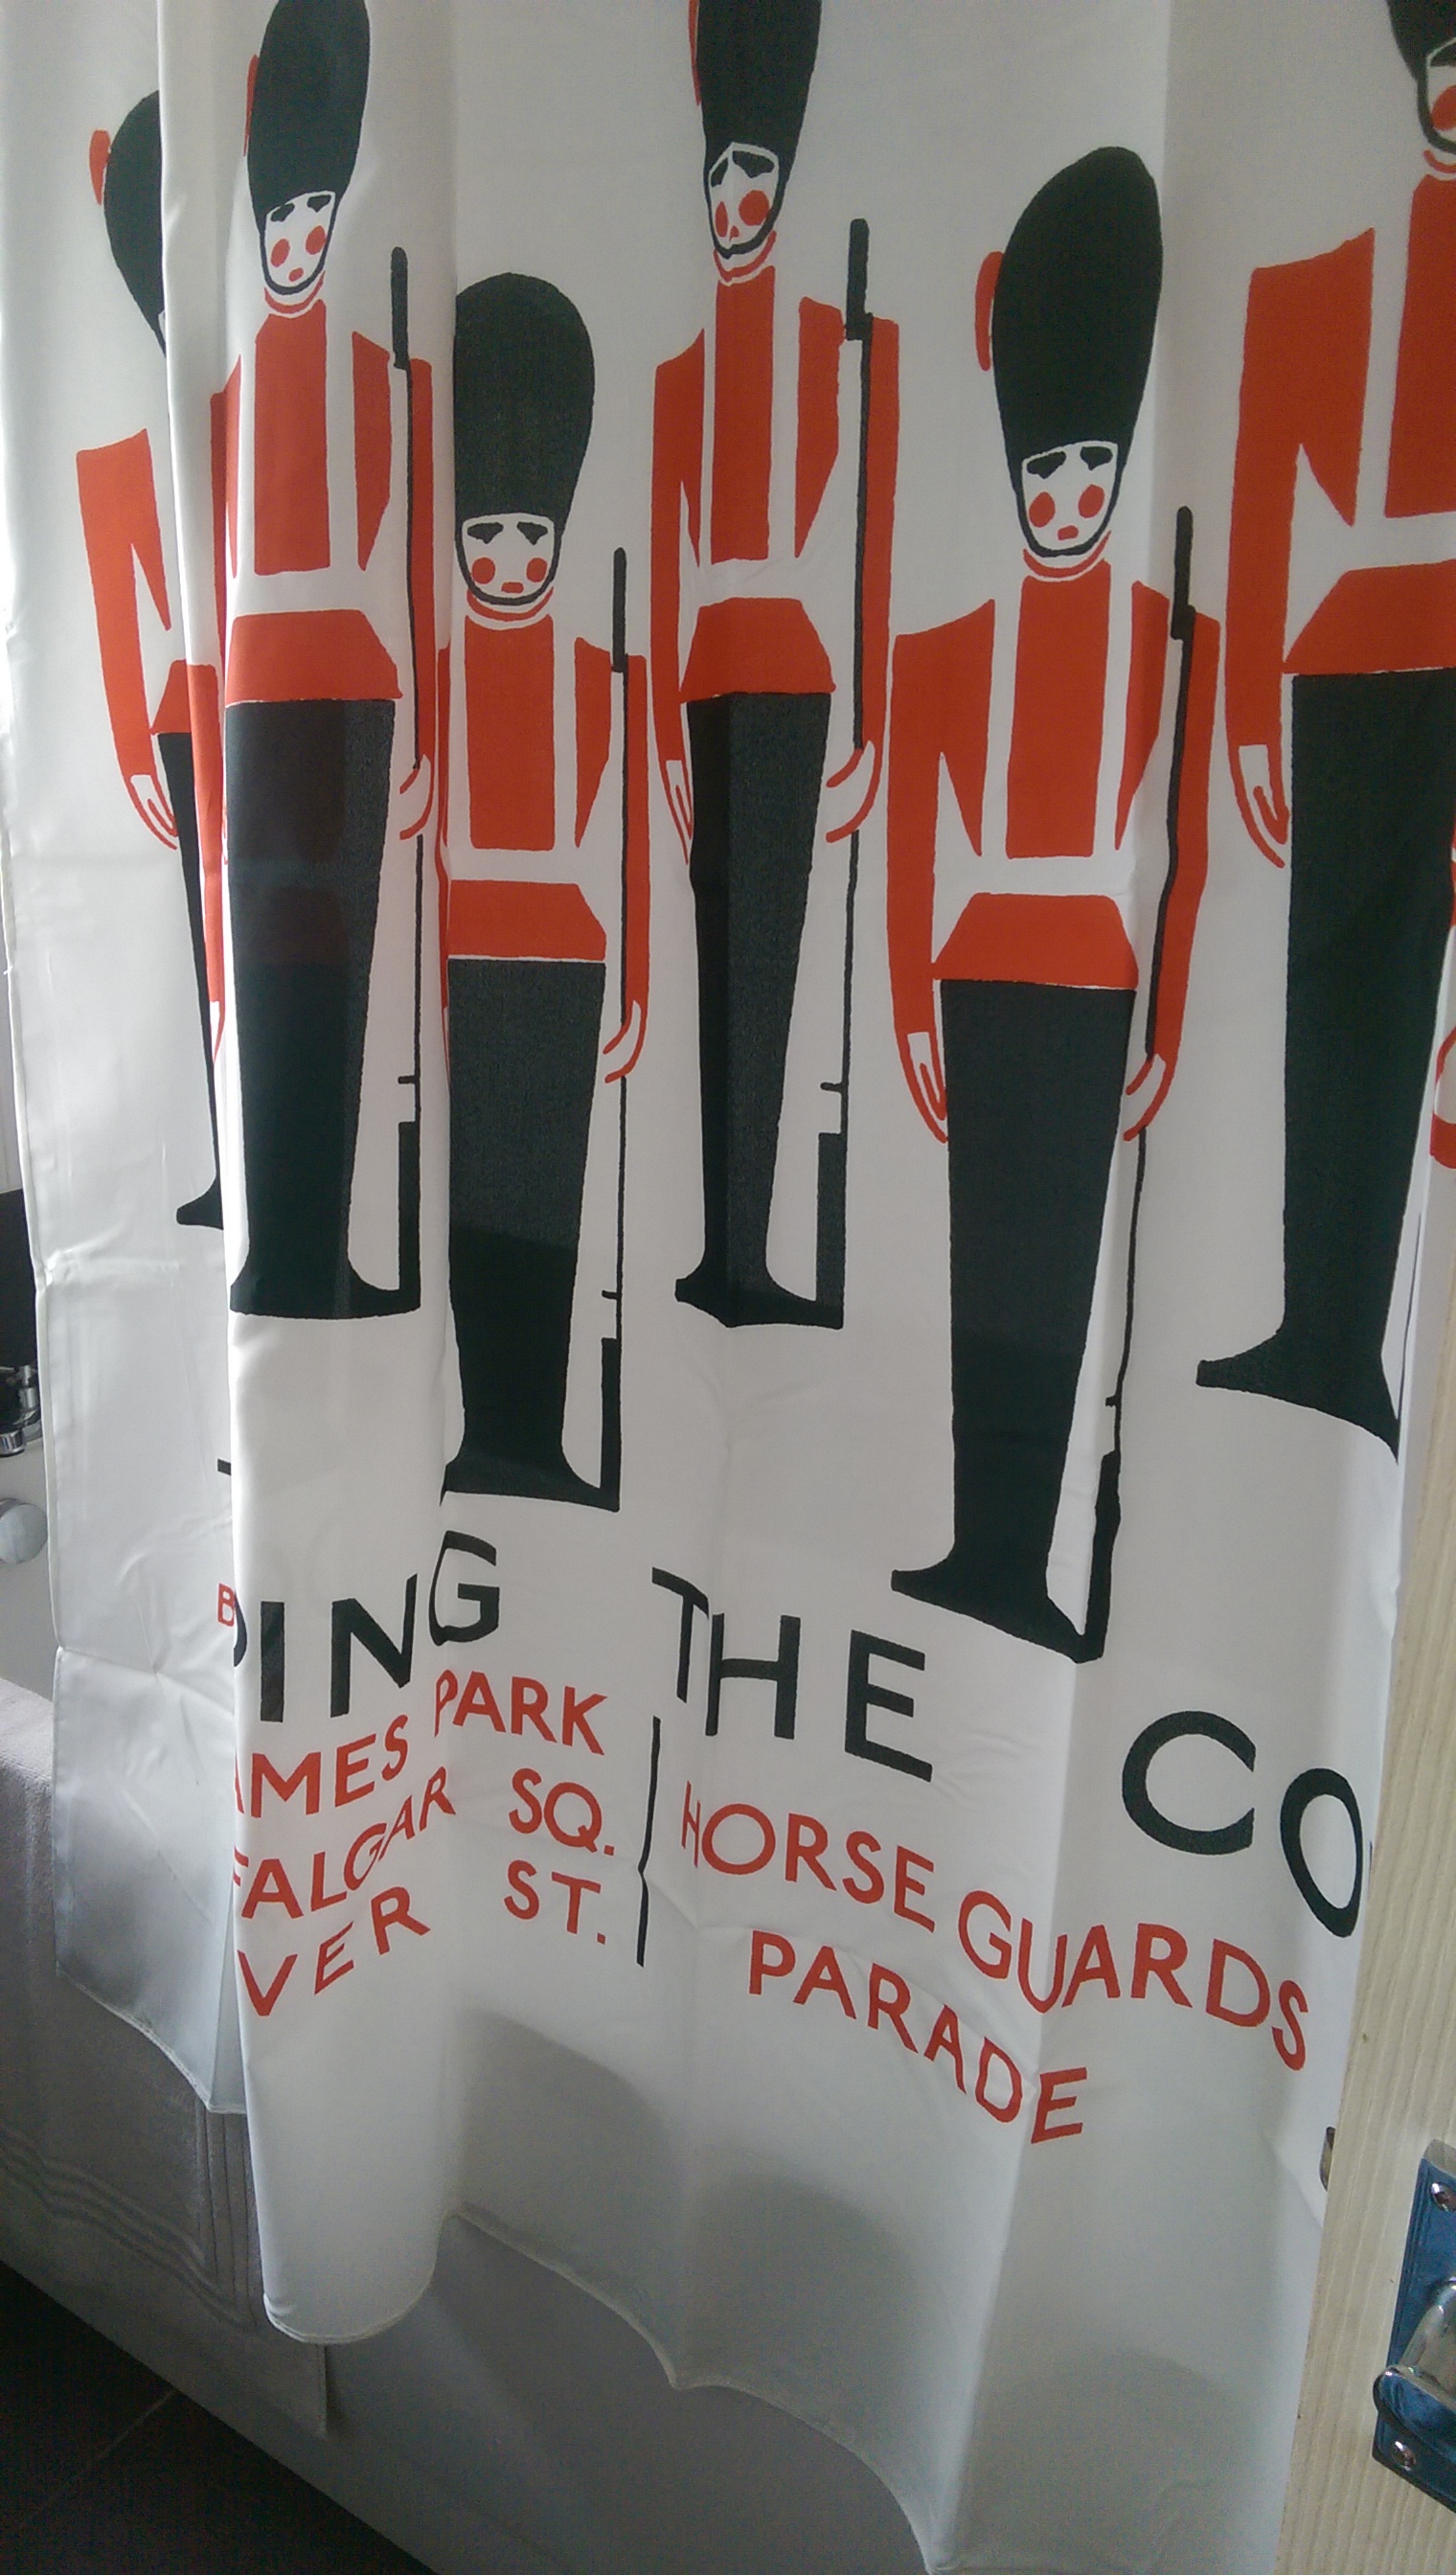 DING THE CO
AMES PARK
FALGAR SQ.
VER ST.
HORSE GUARDS
PARADE